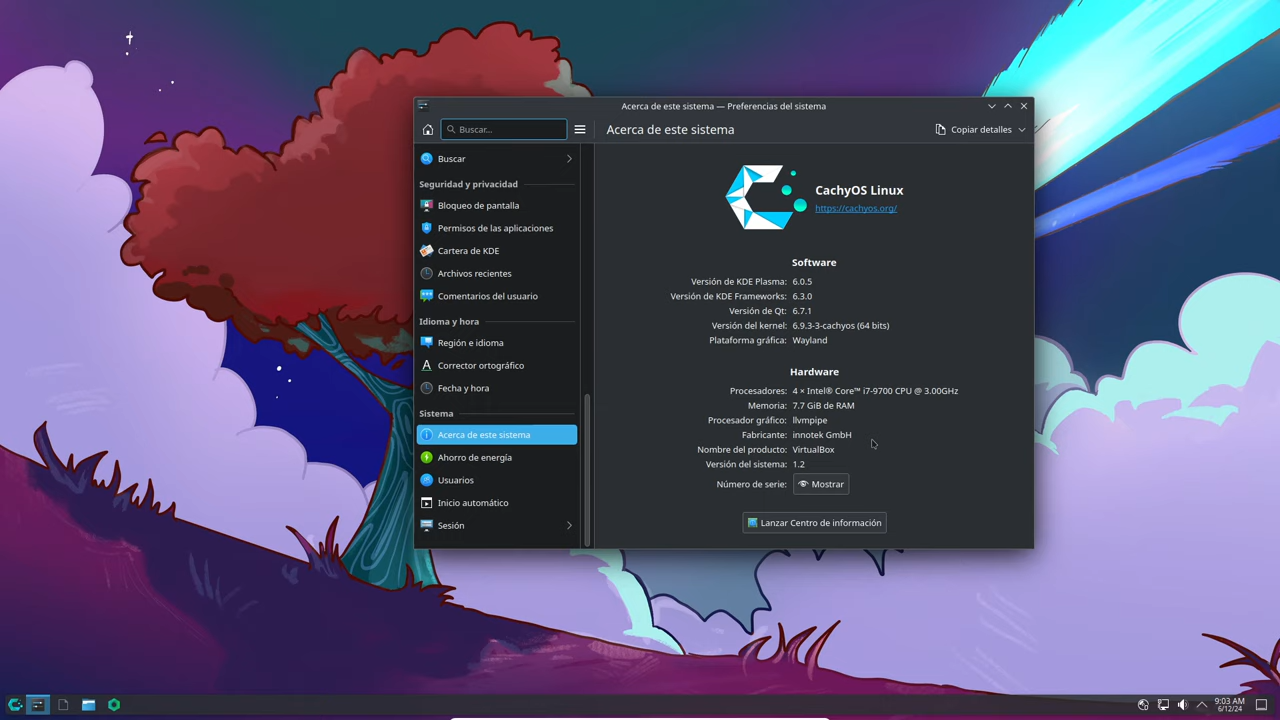 Acerca de este sistema — Preferencias del sistema
Buscar...
Acerca de este sistema
Copiar detalles
Buscar
Seguridad y privacidad
Bloqueo de pantalla
Permisos de las aplicaciones
Cartera de KDE
Archivos recientes
Comentarios del usuario
Idioma y hora
Región e idioma
Corrector ortográfico
Fecha y hora
Sistema
Acerca de este sistema
Ahorro de energía
Usuarios
Inicio automático
Sesión
CachyOS Linux
https://cachyos.org/
Software
Versión de KDE Plasma: 6.0.5
Versión de KDE Frameworks: 6.3.0
Versión de Qt: 6.7.1
Versión del kernel: 6.9.3-3-cachyos (64 bits)
Plataforma gráfica: Wayland
Hardware
Procesadores: 4 × Intel® Core™ i7-9700 CPU @ 3.00GHz
Memoria: 7.7 GiB de RAM
Procesador gráfico: llvmpipe
Fabricante: innotek GmbH
Nombre del producto: VirtualBox
Versión del sistema: 1.2
Número de serie: Mostrar
Lanzar Centro de información
9:03 AM
6/12/24